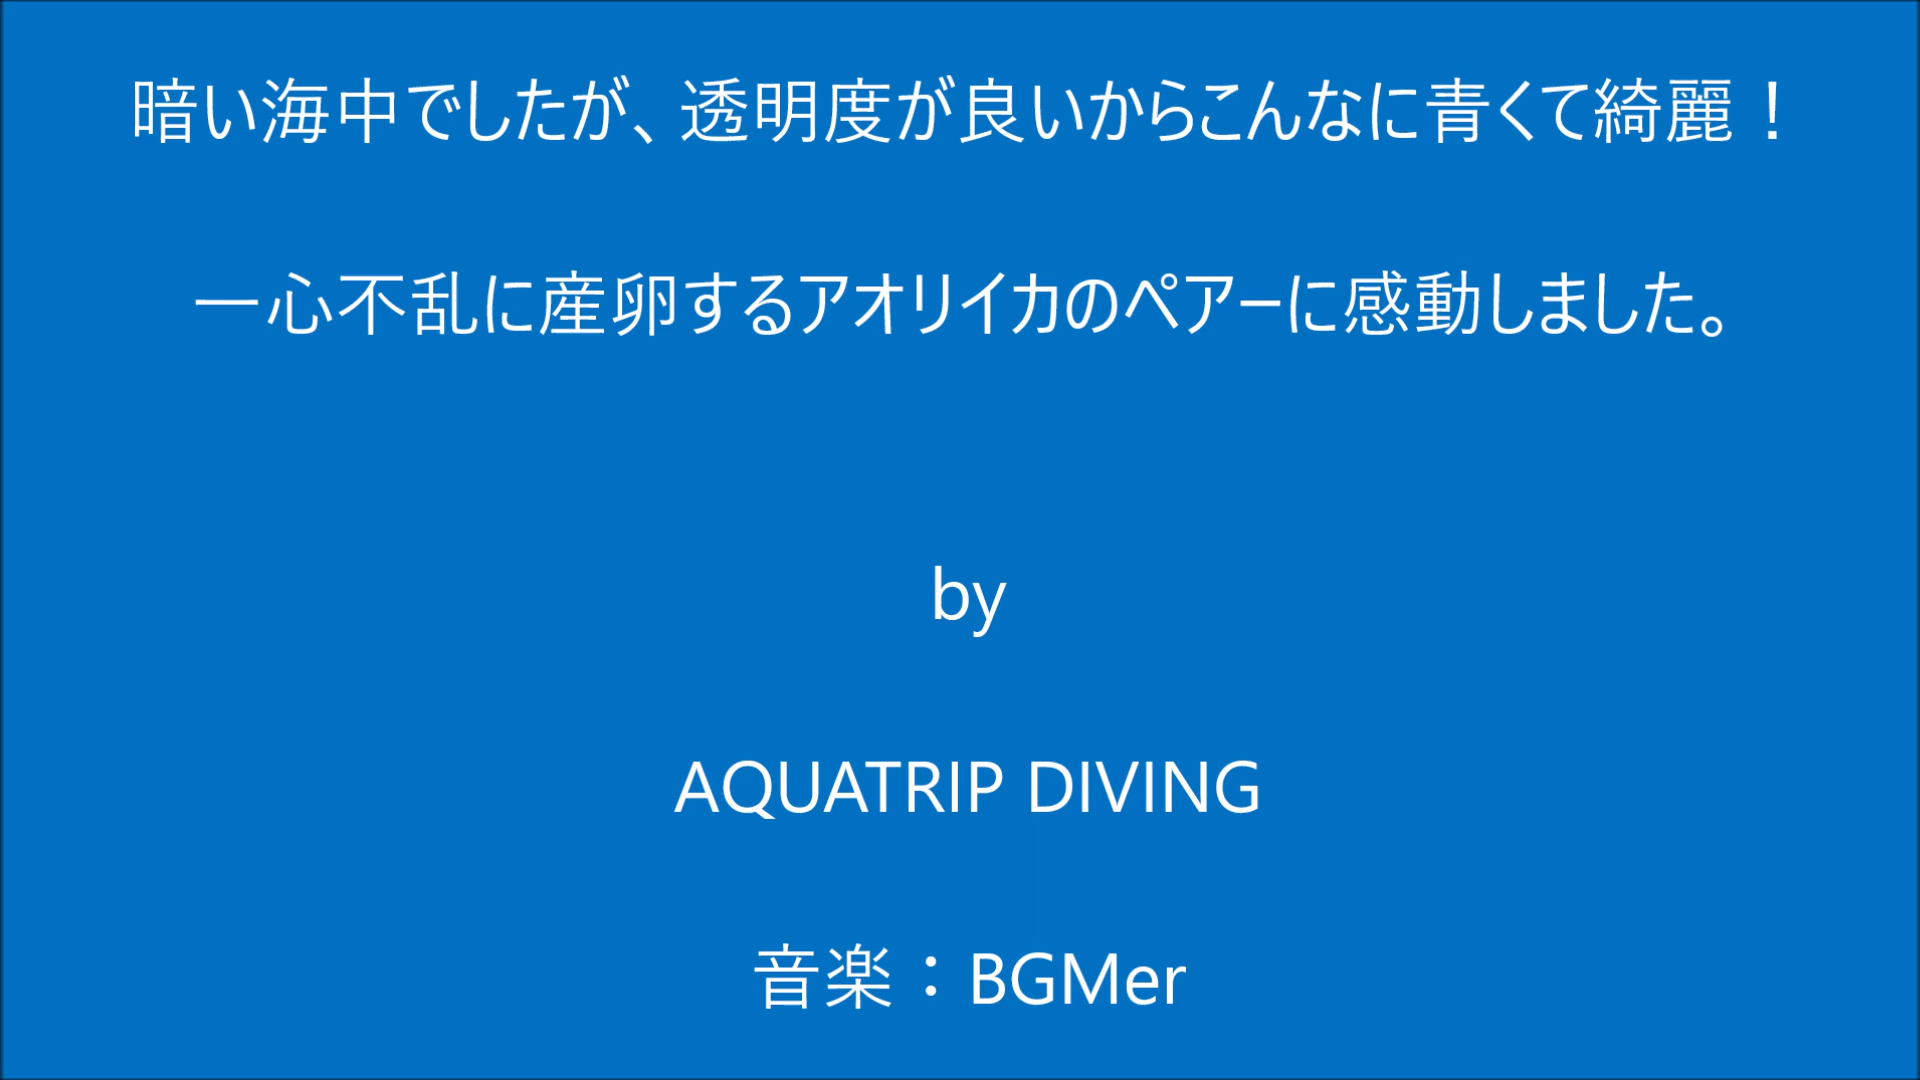 暗い海中でしたが、透明度が良いからこんなに青くて綺麗！
一心不乱に産卵するアオリイカのペアーに感動しました。
by
AQUATRIP DIVING
音楽：BGMer